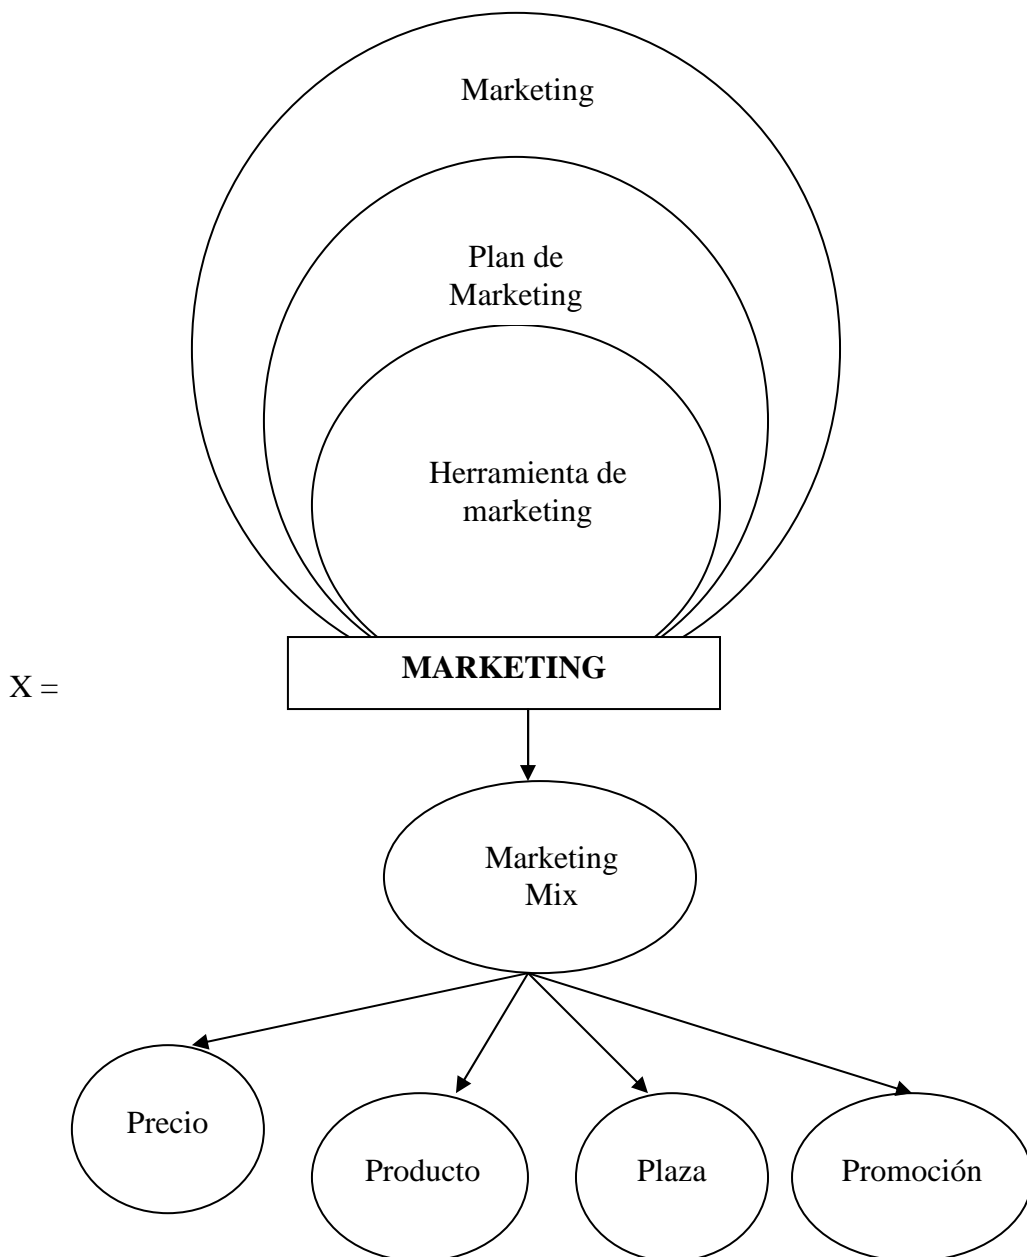 Marketing
Plan de
Marketing
Herramienta de
marketing
MARKETING
X =
Marketing
Mix
Precio
Producto
Plaza
Promoción